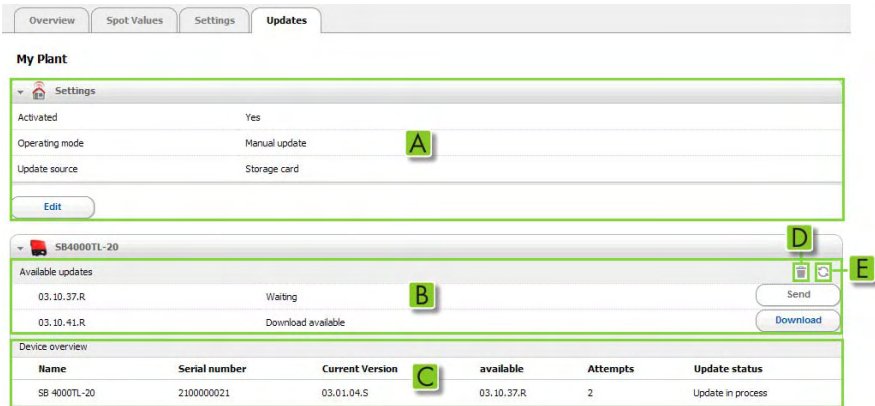 Overview Spot Values Settings Updates
My Plant
Settings
Activated Yes
Operating mode Manual update
A
Update source Storage card
Edit
SB4000TL-20
D
Available updates
E
03.10.37.R Waiting Send
B
03.10.41.R Download available Download
Device overview
Name Serial number Current Version available Attempts Update status
C
SB 4000TL-20 2100000021 03.01.04.S 03.10.37.R 2 Update in process